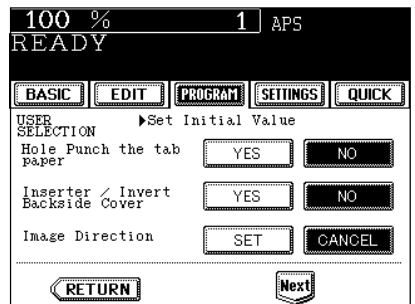 100 % 1 APS
READY
BASIC EDIT PROGRAM SETTINGS QUICK
USER ▶Set Initial Value
SELECTION
Hole Punch the tab YES NO
paper
Inserter / Invert YES NO
Backside Cover
Image Direction SET CANCEL
RETURN Next